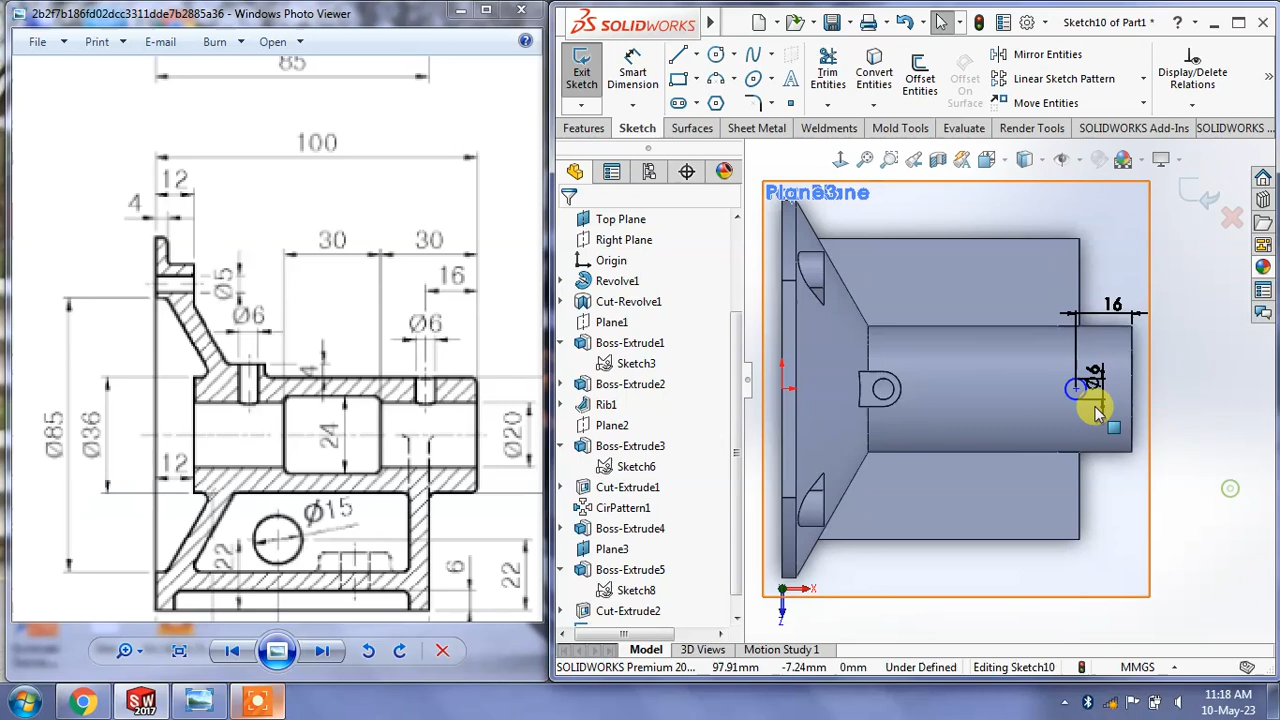 2b2f7b186fd02dcc3311dde7b2885a36 - Windows Photo Viewer
File Print E-mail Burn Open
85
100
12
4
30 30
16
Ø5
Ø6 Ø6
4
Ø85 Ø36 24 Ø20
12
Ø15
22 6 22
SOLIDWORKS Sketch10 of Part1 *
Exit Sketch
Smart Dimension
Trim Entities
Convert Entities
Offset Entities
Offset On Surface
Mirror Entities
Linear Sketch Pattern
Move Entities
Display/Delete Relations
Features Sketch Surfaces Sheet Metal Weldments Mold Tools Evaluate Render Tools SOLIDWORKS Add-Ins SOLIDWORKS ...
Top Plane
Right Plane
Origin
Revolve1
Cut-Revolve1
Plane1
Boss-Extrude1
Sketch3
Boss-Extrude2
Rib1
Plane2
Boss-Extrude3
Sketch6
Cut-Extrude1
CirPattern1
Boss-Extrude4
Plane3
Boss-Extrude5
Sketch8
Cut-Extrude2
16
Ø6
X
Z
Model 3D Views Motion Study 1
SOLIDWORKS Premium 20... 97.91mm -7.24mm 0mm Under Defined Editing Sketch10 MMGS
SW
2017
11:18 AM
10-May-23